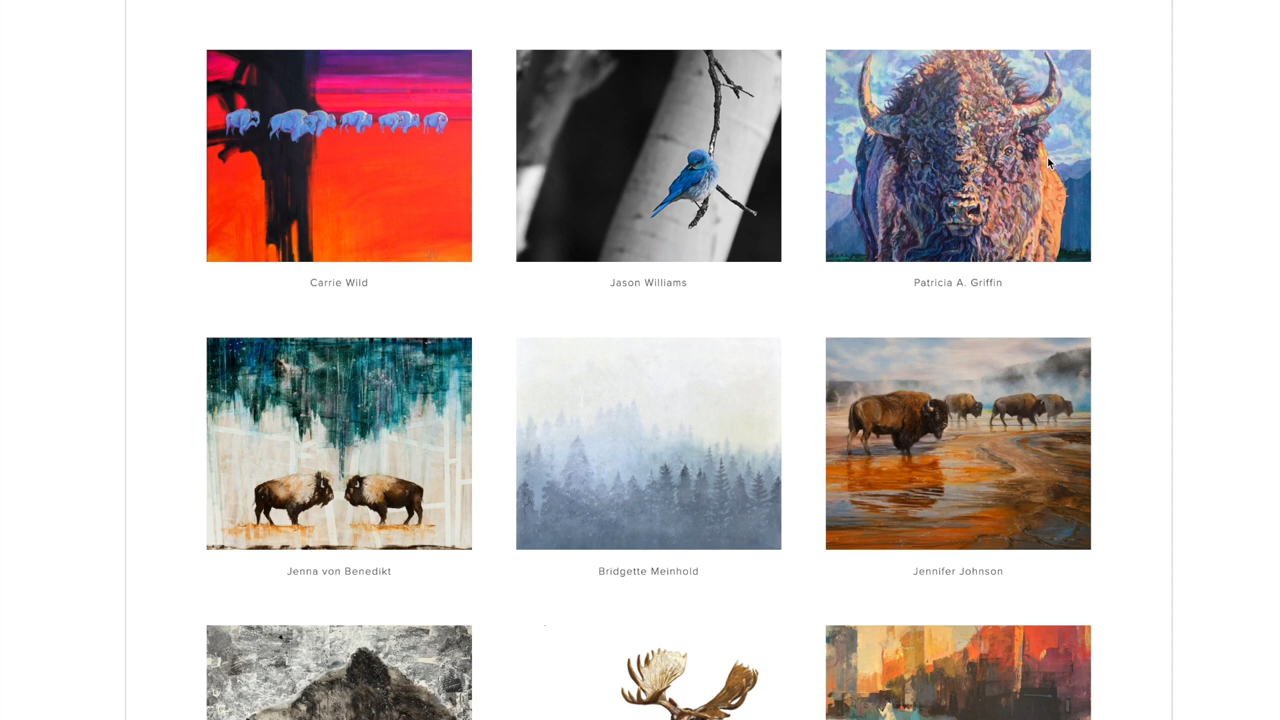 Carrie Wild
Jason Williams
Patricia A. Griffin
Jenna von Benedikt
Bridgette Meinhold
Jennifer Johnson